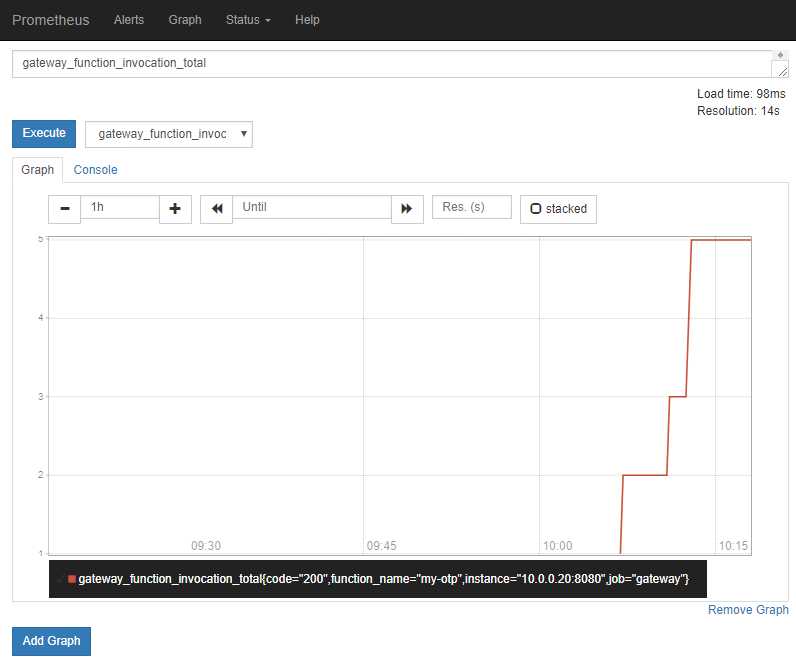 Prometheus Alerts Graph Status Help
gateway_function_invocation_total
Load time: 98ms
Resolution: 14s
Execute gateway_function_invoc
Graph Console
1h Until Res. (s) stacked
5
4
3
2
1
09:30 09:45 10:00 10:15
gateway_function_invocation_total{code="200",function_name="my-otp",instance="10.0.0.20:8080",job="gateway"}
Remove Graph
Add Graph